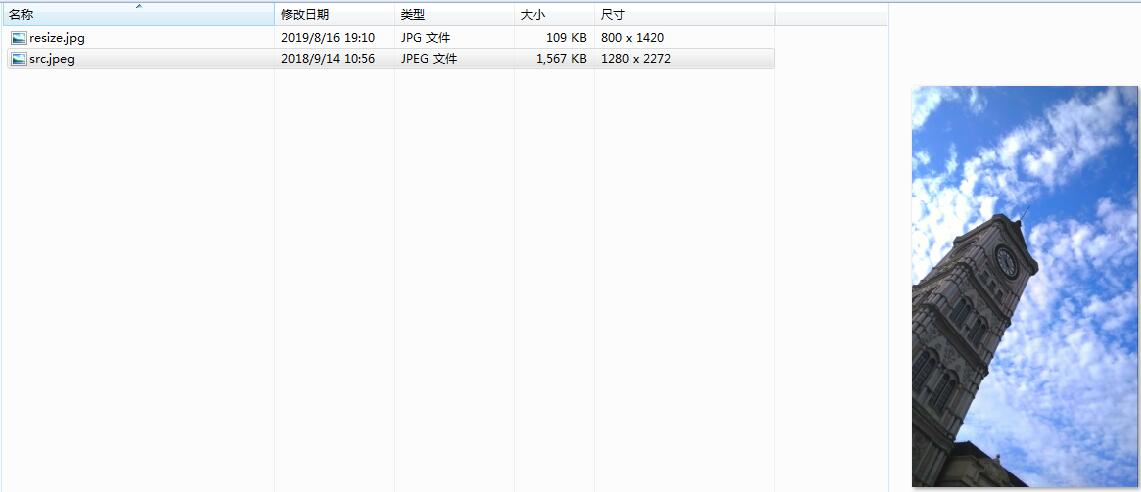 名称 修改日期 类型 大小 尺寸
resize.jpg 2019/8/16 19:10 JPG 文件 109 KB 800 x 1420
src.jpeg 2018/9/14 10:56 JPEG 文件 1,567 KB 1280 x 2272